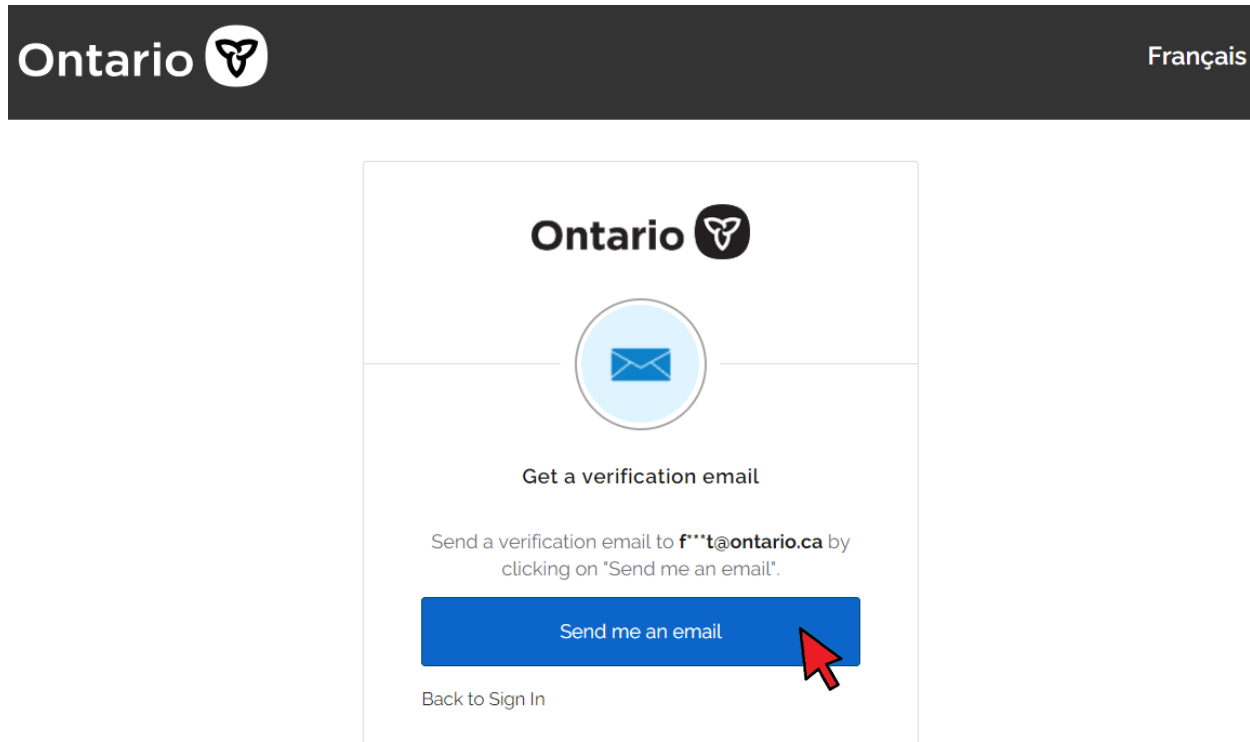 Ontario
Français
Ontario
Get a verification email
Send a verification email to f***t@ontario.ca by
clicking on "Send me an email".
Send me an email
Back to Sign In